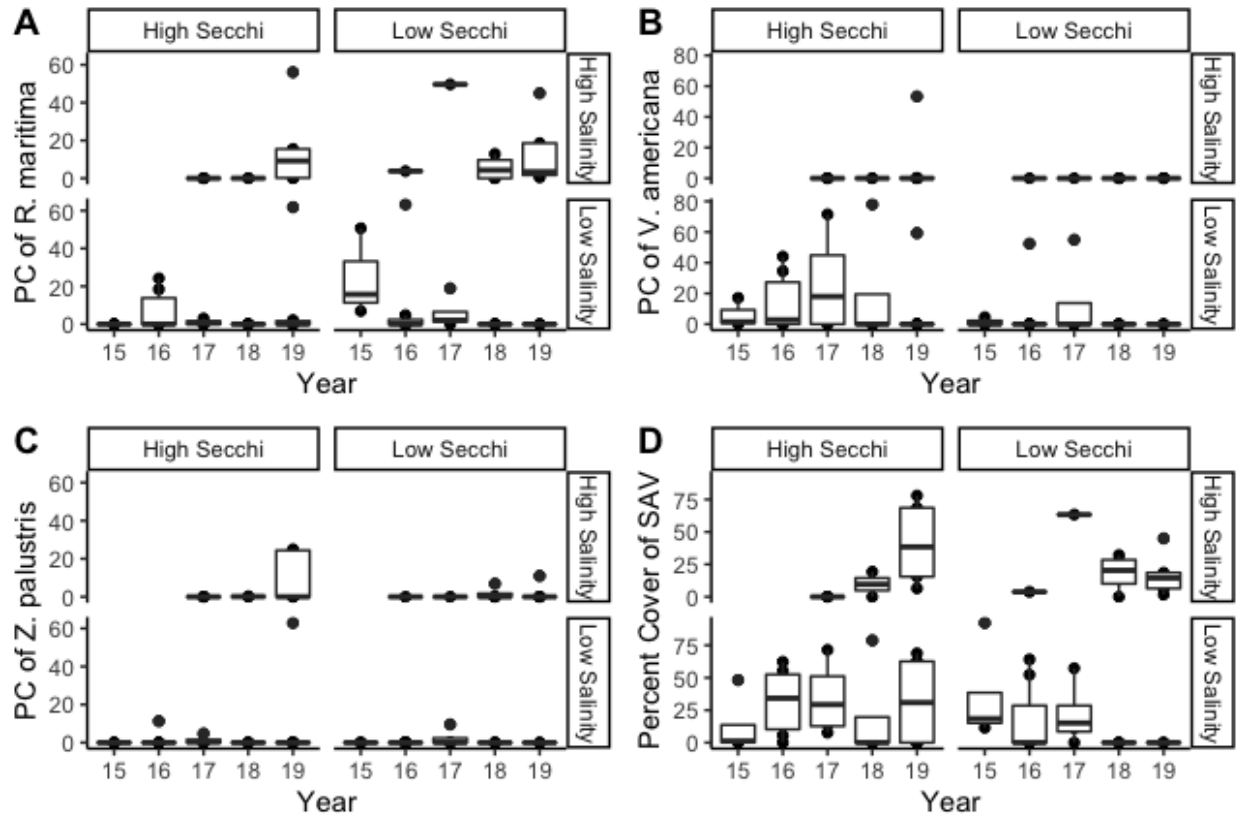 A
High Secchi
Low Secchi
PC of R. maritima
60
40
20
0
High Salinity
60
40
20
0
Low Salinity
15 16 17 18 19
15 16 17 18 19
Year
B
High Secchi
Low Secchi
PC of V. americana
80
60
40
20
0
High Salinity
80
60
40
20
0
Low Salinity
15 16 17 18 19
15 16 17 18 19
Year
C
High Secchi
Low Secchi
PC of Z. palustris
60
40
20
0
High Salinity
60
40
20
0
Low Salinity
15 16 17 18 19
15 16 17 18 19
Year
D
High Secchi
Low Secchi
Percent Cover of SAV
75
50
25
0
High Salinity
75
50
25
0
Low Salinity
15 16 17 18 19
15 16 17 18 19
Year